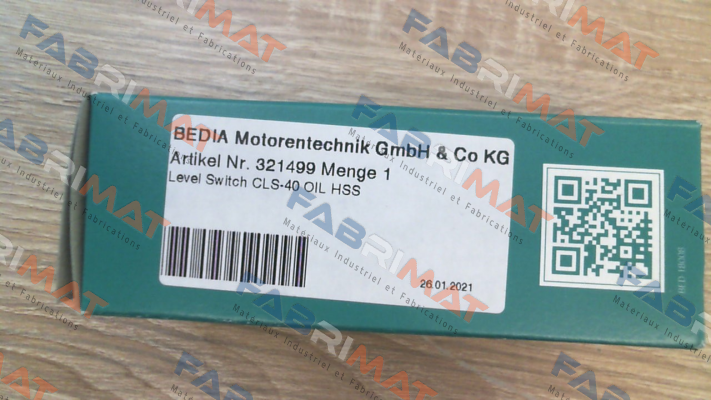 BEDIA Motorentechnik GmbH & Co KG
Artikel Nr. 321499 Menge 1
Level Switch CLS-40 OIL HSS
26.01.2021
FABRIMAT
Materiaux Industriel et Fabrications